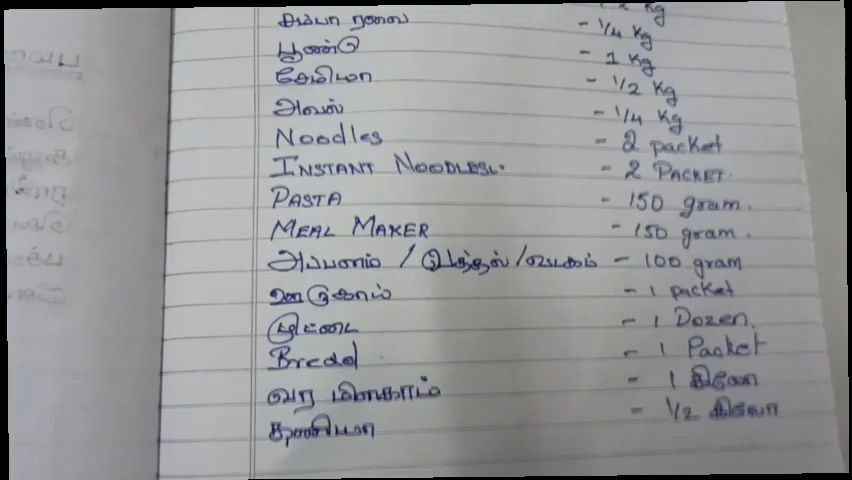 சம்பா ரவை - 1/4 Kg
பூண்டு - 1 Kg
சேமியா - 1/2 Kg
அவல் - 1/4 Kg
Noodles - 2 packet
INSTANT NOODLES. - 2 PACKET.
PASTA - 150 gram.
MEAL MAKER - 150 gram.
அப்பளம் / வத்தல் / வடகம் - 100 gram
ஊறுகாய் - 1 packet
முட்டை - 1 Dozen.
Bread - 1 Packet
வர மிளகாய் - 1 கிலோ
தனியா - 1/2 கிலோ